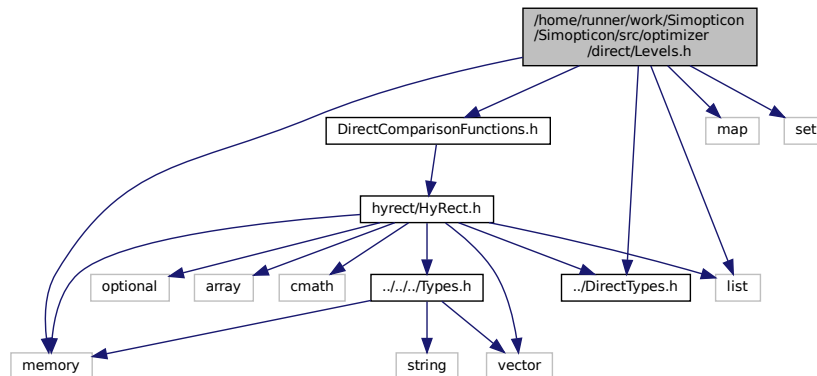 /home/runner/work/Simopticon
/Simopticon/src/optimizer
/direct/Levels.h
DirectComparisonFunctions.h
map
set
hyrect/HyRect.h
optional
array
cmath
../../../Types.h
../DirectTypes.h
list
memory
string
vector